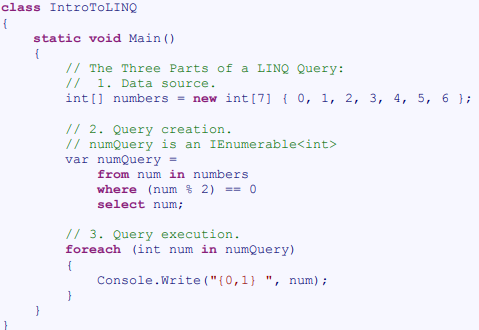 class IntroToLINQ
{
static void Main()
{
// The Three Parts of a LINQ Query:
//  1. Data source.
int[] numbers = new int[7] { 0, 1, 2, 3, 4, 5, 6 };
// 2. Query creation.
// numQuery is an IEnumerable<int>
var numQuery =
from num in numbers
where (num % 2) == 0
select num;
// 3. Query execution.
foreach (int num in numQuery)
{
Console.Write("{0,1} ", num);
}
}
}